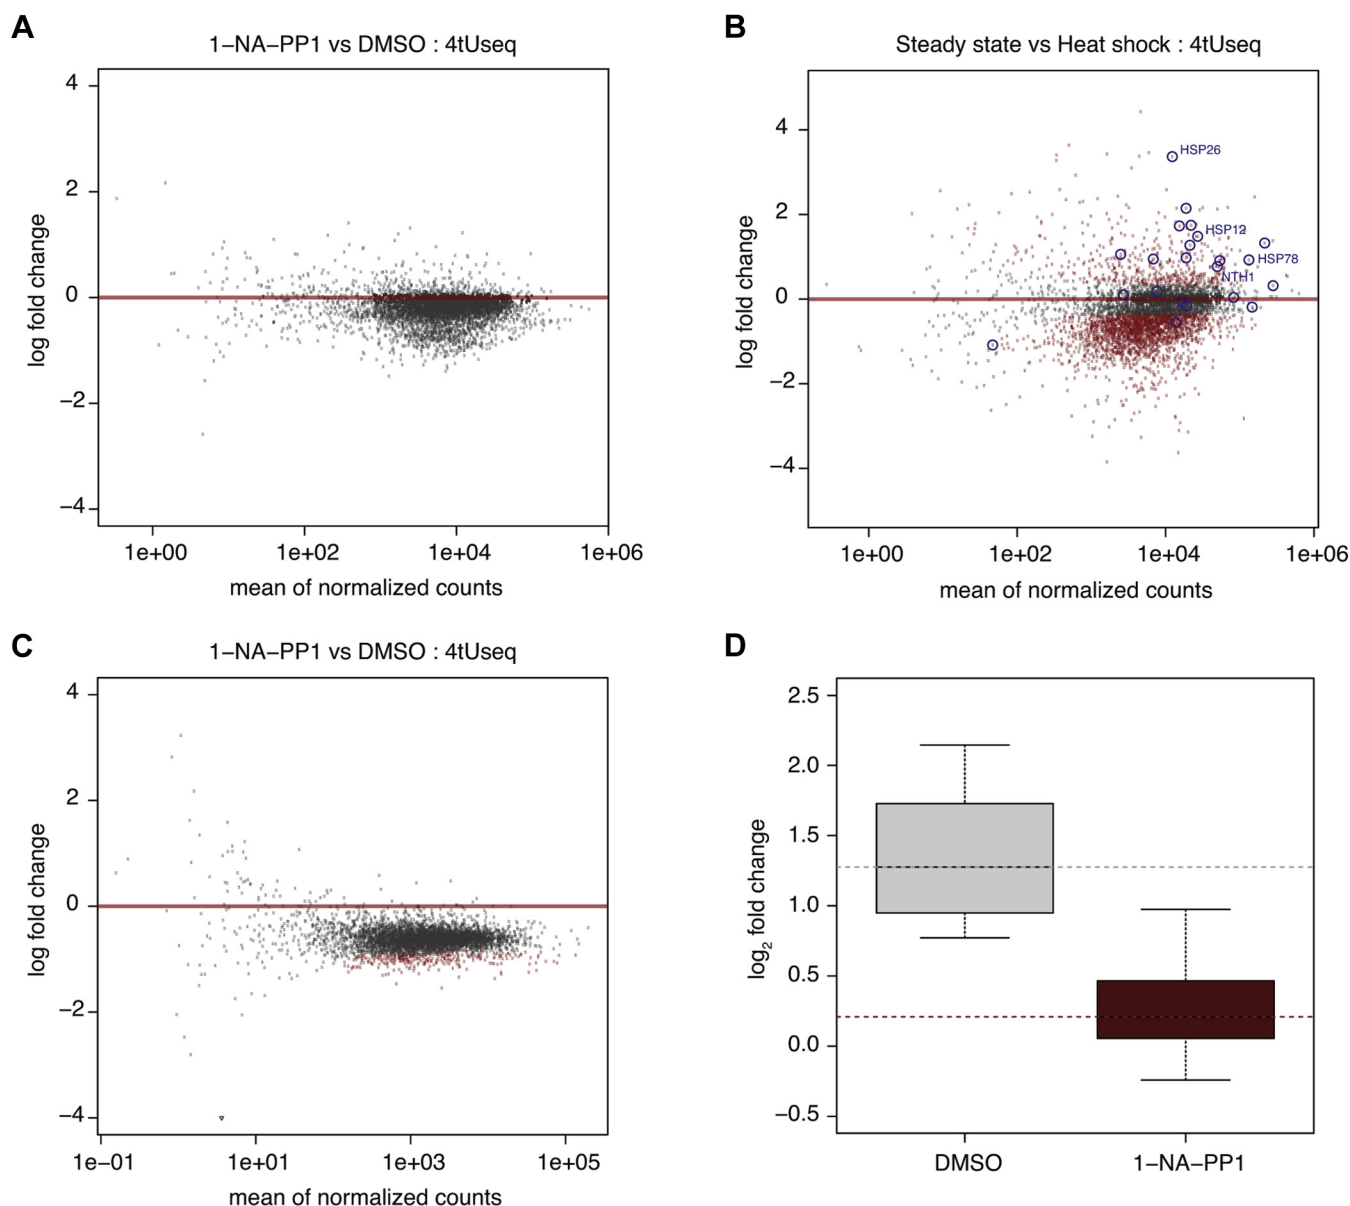 A
1−NA−PP1 vs DMSO : 4tUseq
4
2
0
−2
−4
log fold change
1e+00
1e+02
1e+04
1e+06
mean of normalized counts
B
Steady state vs Heat shock : 4tUseq
4
2
0
−2
−4
log fold change
HSP26
HSP12
HSP78
NTH1
1e+00
1e+02
1e+04
1e+06
mean of normalized counts
C
1−NA−PP1 vs DMSO : 4tUseq
4
2
0
−2
−4
log fold change
1e−01
1e+01
1e+03
1e+05
mean of normalized counts
D
2.5
2.0
1.5
1.0
0.5
0.0
−0.5
log₂ fold change
DMSO
1−NA−PP1